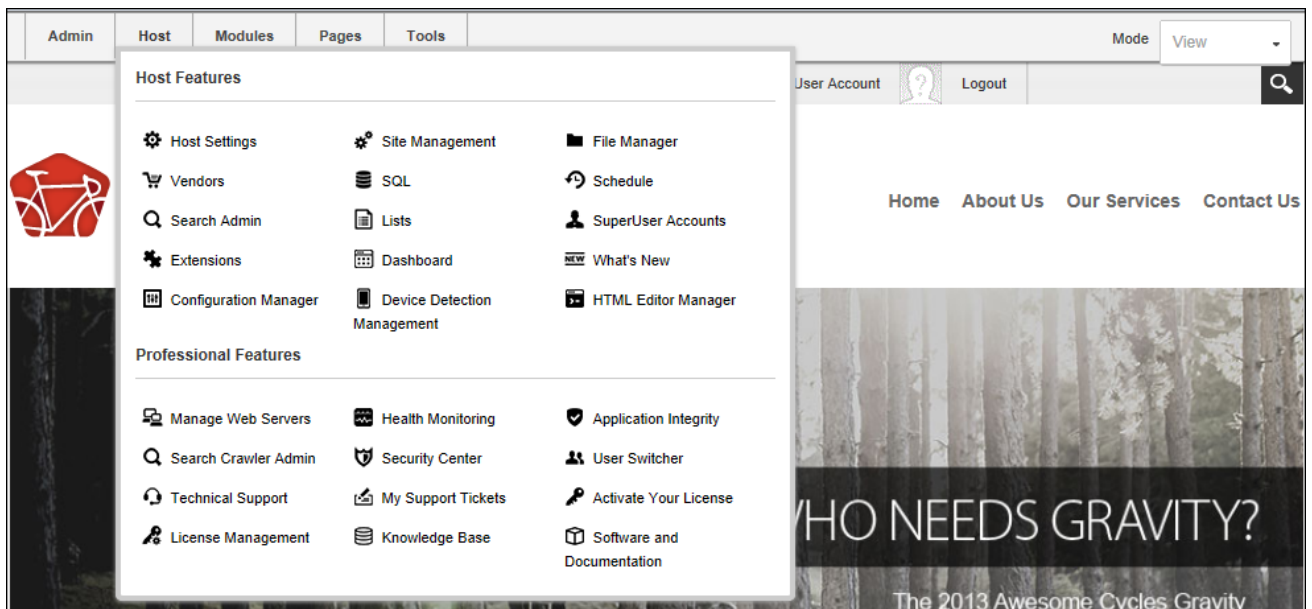 Admin Host Modules Pages Tools Mode View
Host Features
User Account Logout
Host Settings Site Management File Manager
Vendors SQL Schedule
Home About Us Our Services Contact Us
Search Admin Lists SuperUser Accounts
Extensions Dashboard NEW What's New
Configuration Manager Device Detection Management HTML Editor Manager
Professional Features
Manage Web Servers Health Monitoring Application Integrity
Search Crawler Admin Security Center User Switcher
Technical Support My Support Tickets Activate Your License
License Management Knowledge Base Software and Documentation
HO NEEDS GRAVITY?
The 2013 Awesome Cycles Gravity